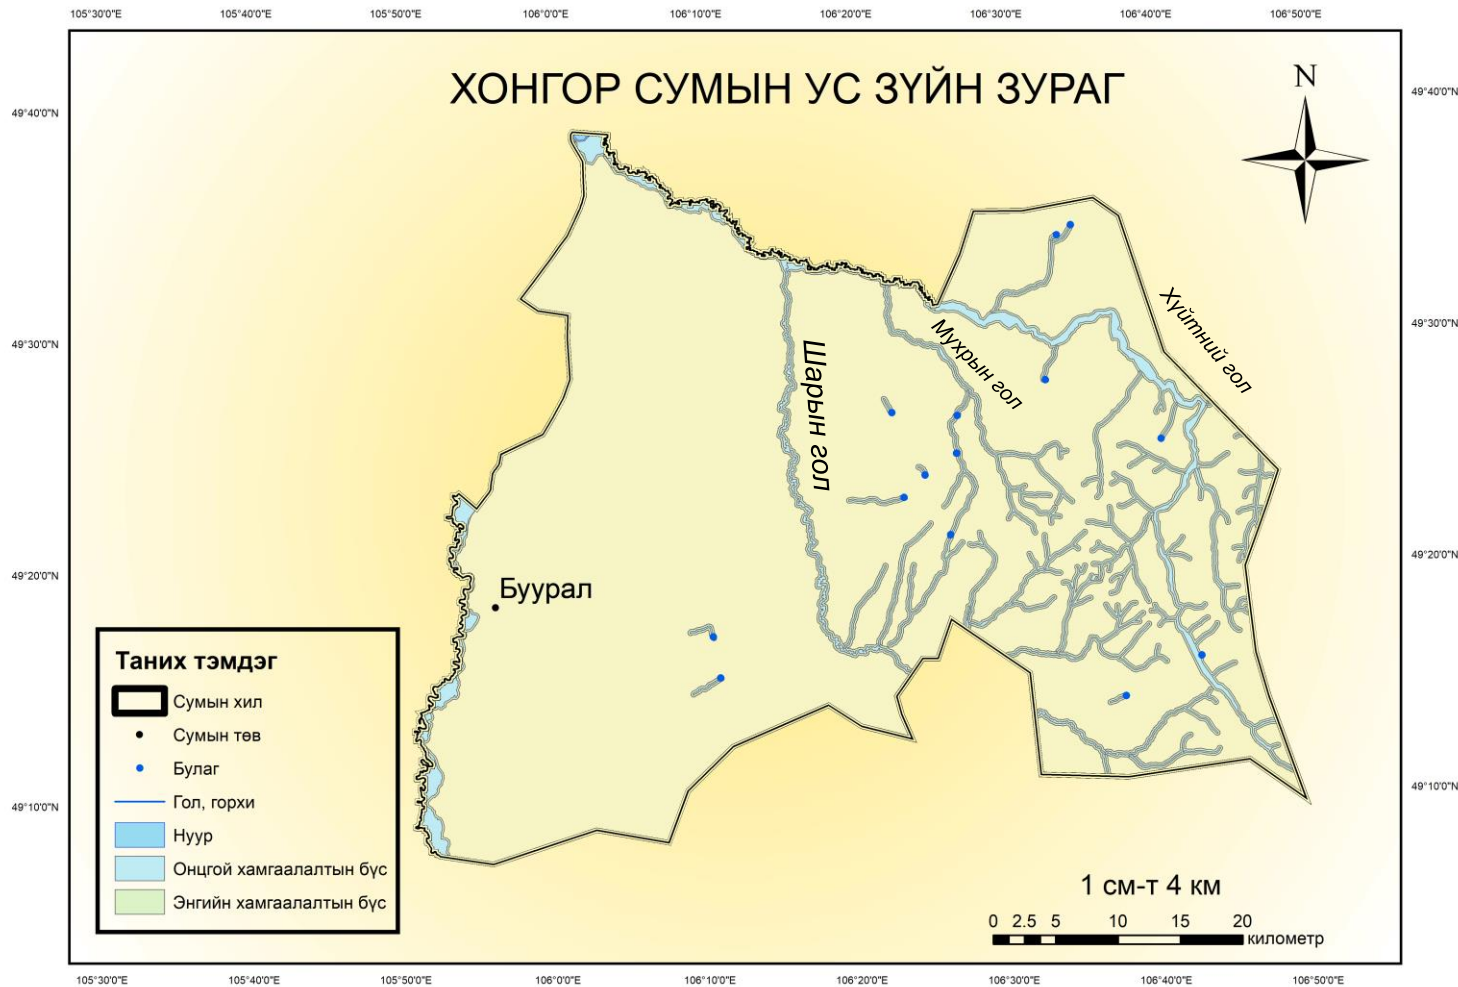 105°30'0"E 105°40'0"E 105°50'0"E 106°0'0"E 106°10'0"E 106°20'0"E 106°30'0"E 106°40'0"E 106°50'0"E
ХОНГОР СУМЫН УС ЗҮЙН ЗУРАГ
N
49°40'0"N 49°40'0"N
49°30'0"N 49°30'0"N
49°20'0"N 49°20'0"N
49°10'0"N 49°10'0"N
Хүйтний гол
Мухрын гол
Шарын гол
Буурал
Таних тэмдэг
Сумын хил
Сумын төв
Булаг
Гол, горхи
Нуур
Онцгой хамгаалалтын бүс
Энгийн хамгаалалтын бүс
1 см-т 4 км
0 2.5 5 10 15 20
километр
105°30'0"E 105°40'0"E 105°50'0"E 106°0'0"E 106°10'0"E 106°20'0"E 106°30'0"E 106°40'0"E 106°50'0"E